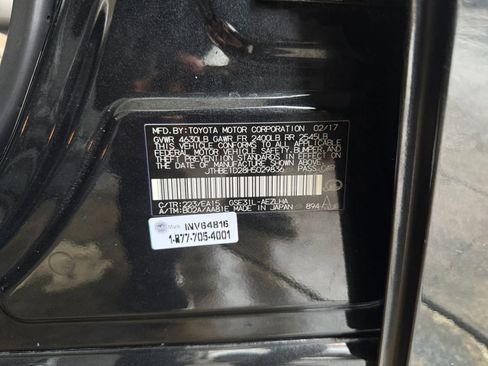 MFD.BY: TOYOTA MOTOR CORPORATION 02/17
GVWR 4630LB GAWR FR 2400LB RR 2545LB
THIS VEHICLE CONFORMS TO ALL APPLICABLE
FEDERAL MOTOR VEHICLE SAFETY,BUMPER, AND
THEFT PREVENTION STANDARDS IN EFFECT ON
THE DATE OF MANUFACTURE SHOWN ABOVE.
JTHBE1D28H5029836 PASS.CAR
C/TR:223/EA15 GSE31L-AEZLHA
A/TM:B02A/AA81E MADE IN JAPAN 894
INV64816
1-877-705-4001